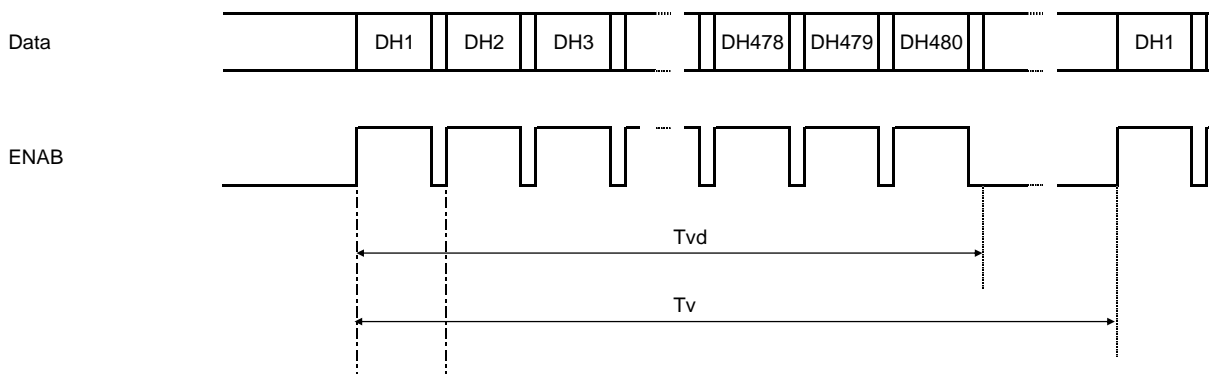 Data
DH1 DH2 DH3 DH478 DH479 DH480 DH1
ENAB
Tvd
Tv